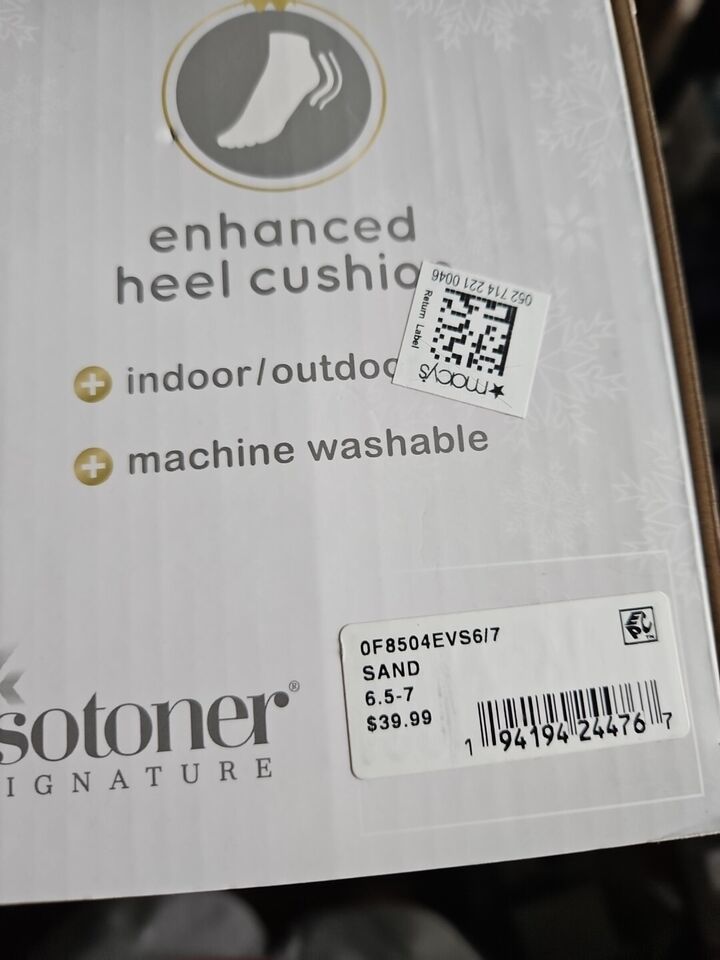 enhanced
heel cushio
indoor/outdoo
machine washable
052 714 221 0046
Return Label
★macy's
sotoner®
IGNATURE
0F8504EVS6/7
SAND
6.5-7
$39.99
1 94194 24476 7
EPC™